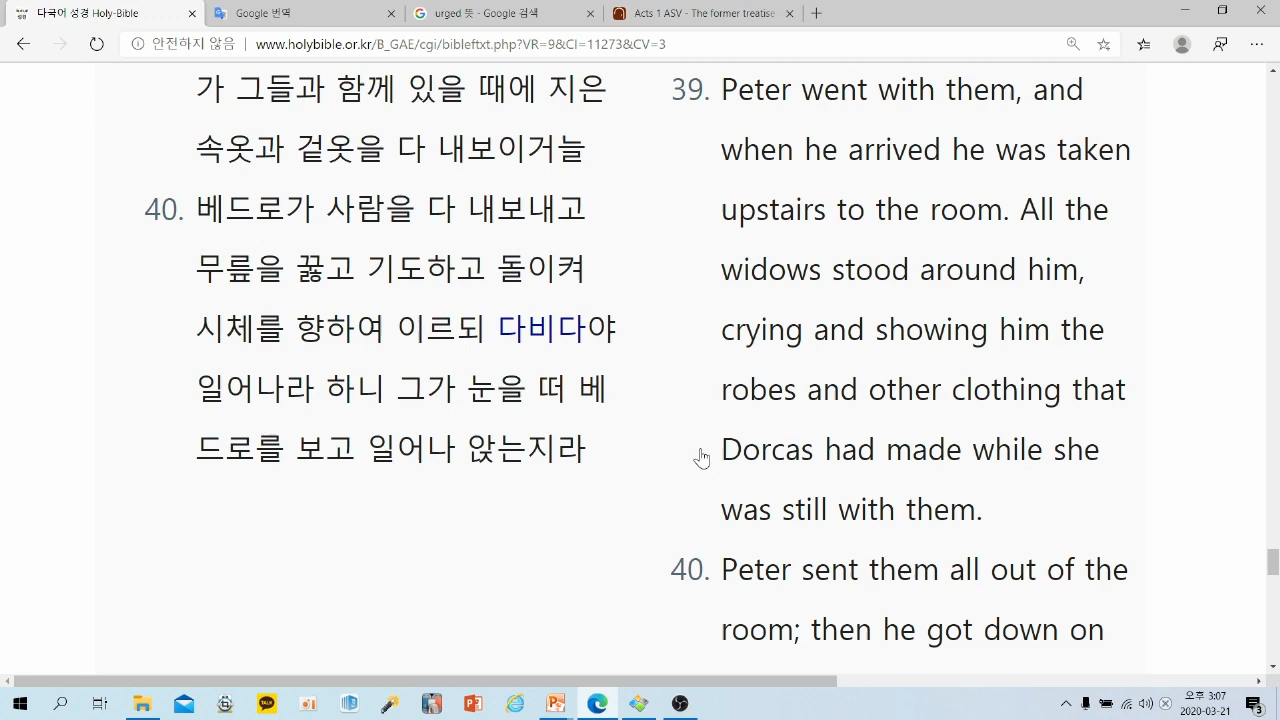 다국어 성경 Holy-Bible
Google 번역
urged 뜻 - Google 검색
Acts 1 ASV - The former treatise
안전하지 않음
www.holybible.or.kr/B_GAE/cgi/bibleftxt.php?VR=9&CI=11273&CV=3
가 그들과 함께 있을 때에 지은
속옷과 겉옷을 다 내보이거늘
40. 베드로가 사람을 다 내보내고
무릎을 꿇고 기도하고 돌이켜
시체를 향하여 이르되 다비다야
일어나라 하니 그가 눈을 떠 베
드로를 보고 일어나 앉는지라
39. Peter went with them, and
when he arrived he was taken
upstairs to the room. All the
widows stood around him,
crying and showing him the
robes and other clothing that
Dorcas had made while she
was still with them.
40. Peter sent them all out of the
room; then he got down on
TALK
오후 3:07
2020-03-21
3